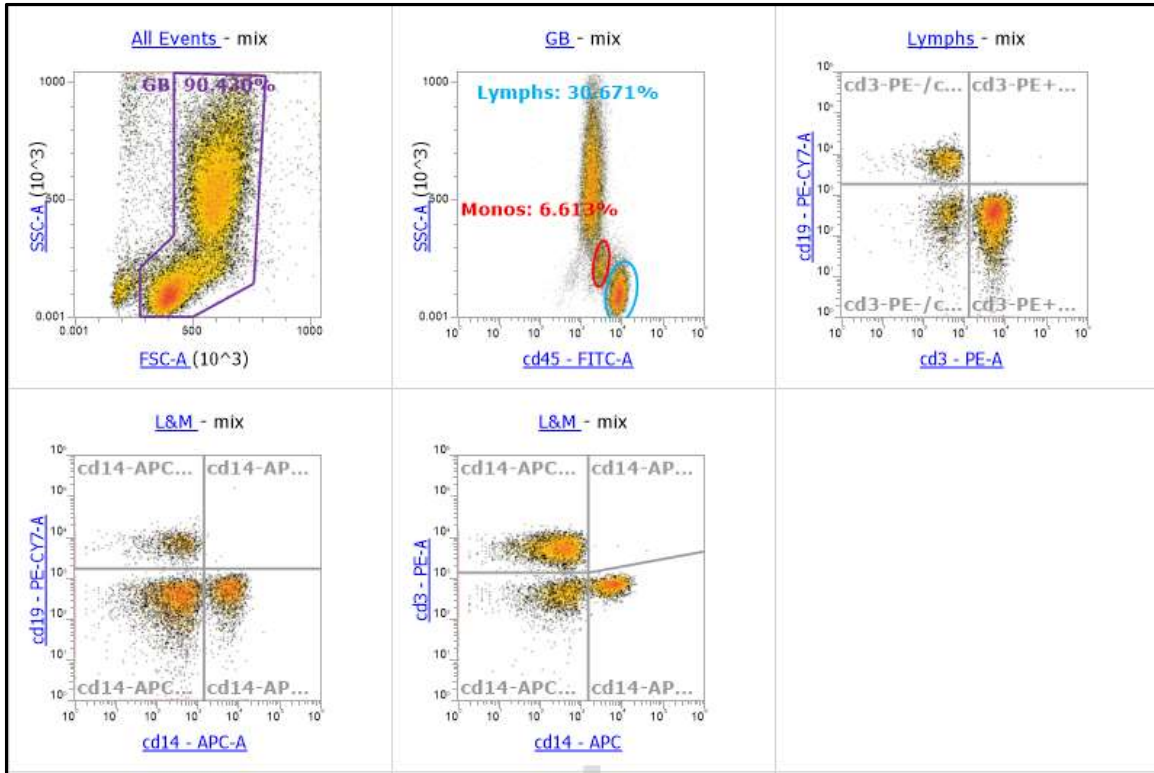 All Events - mix
GB: 90.430%
1000
500
0.001
0.001 500 1000
SSC-A (10^3)
FSC-A (10^3)
GB - mix
Lymphs: 30.671%
Monos: 6.613%
1000
500
0.001
SSC-A (10^3)
cd45 - FITC-A
Lymphs - mix
cd3-PE-/c... cd3-PE+...
cd3-PE-/c... cd3-PE+...
cd19 - PE-CY7-A
cd3 - PE-A
L&M - mix
cd14-APC... cd14-AP...
cd14-APC... cd14-AP...
cd19 - PE-CY7-A
cd14 - APC-A
L&M - mix
cd14-APC... cd14-AP...
cd14-APC... cd14-AP...
cd3 - PE-A
cd14 - APC